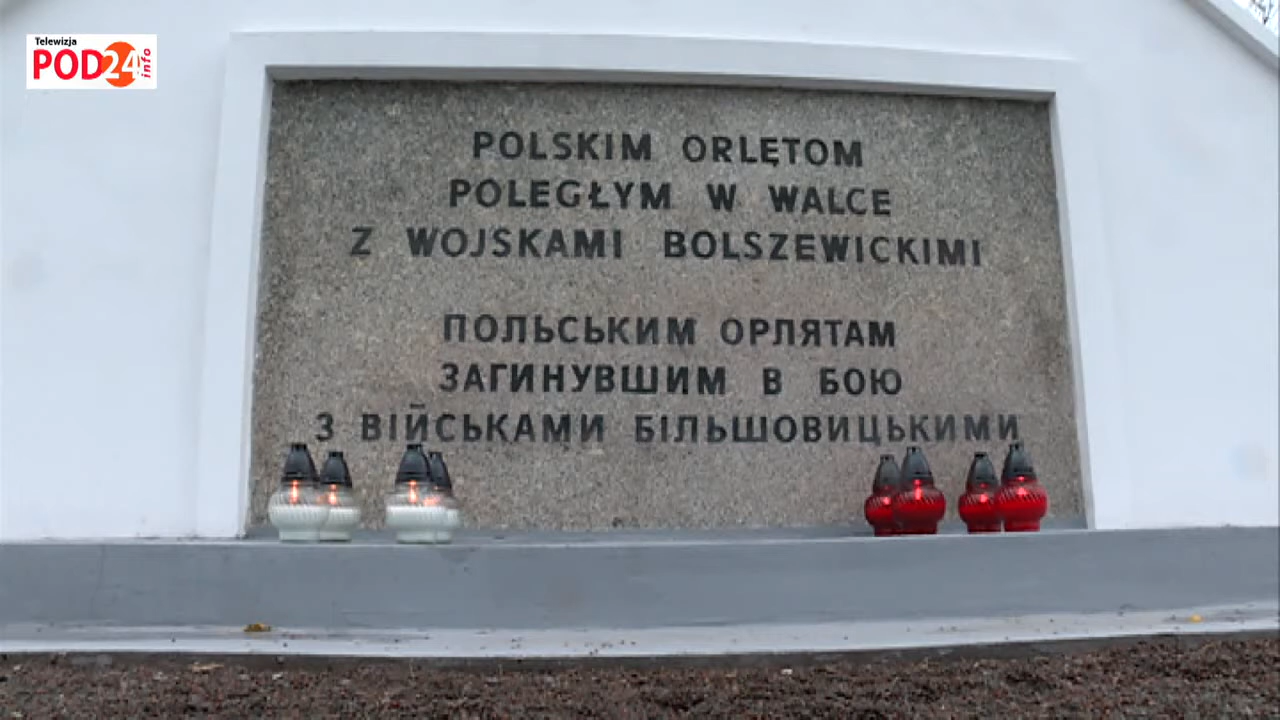 Telewizja
POD24
info
POLSKIM ORLĘTOM
POLEGŁYM W WALCE
Z WOJSKAMI BOLSZEWICKIMI
ПОЛЬСЬКИМ ОРЛЯТАМ
ЗАГИНУВШИМ В БОЮ
З ВІЙСЬКАМИ БІЛЬШОВИЦЬКИМИ